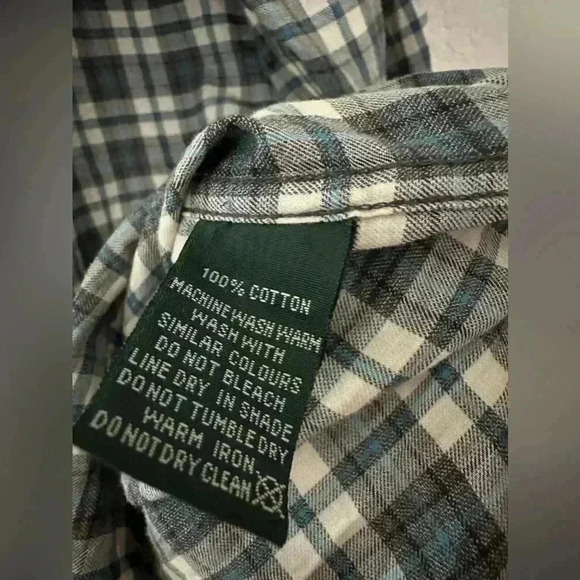 100% COTTON
MACHINE WASH WARM
WASH WITH
SIMILAR COLOURS
DO NOT BLEACH
LINE DRY IN SHADE
DO NOT TUMBLE DRY
WARM IRON.
DO NOT DRY CLEAN.